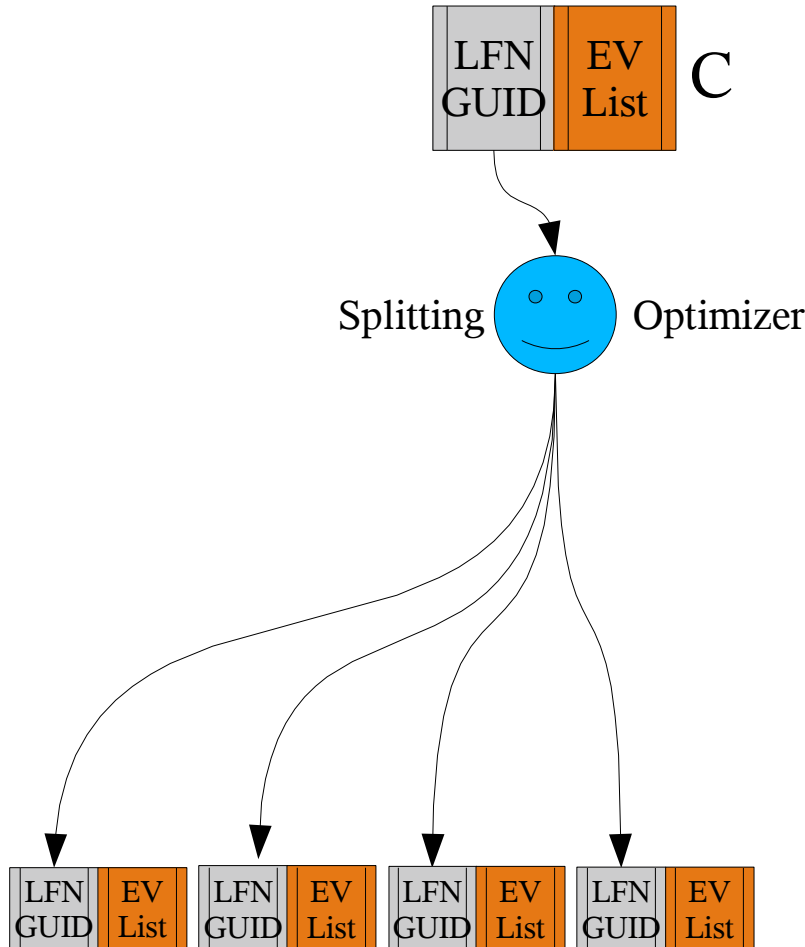 LFN EV
GUID List C
Splitting Optimizer
LFN EV LFN EV LFN EV LFN EV
GUID List GUID List GUID List GUID List